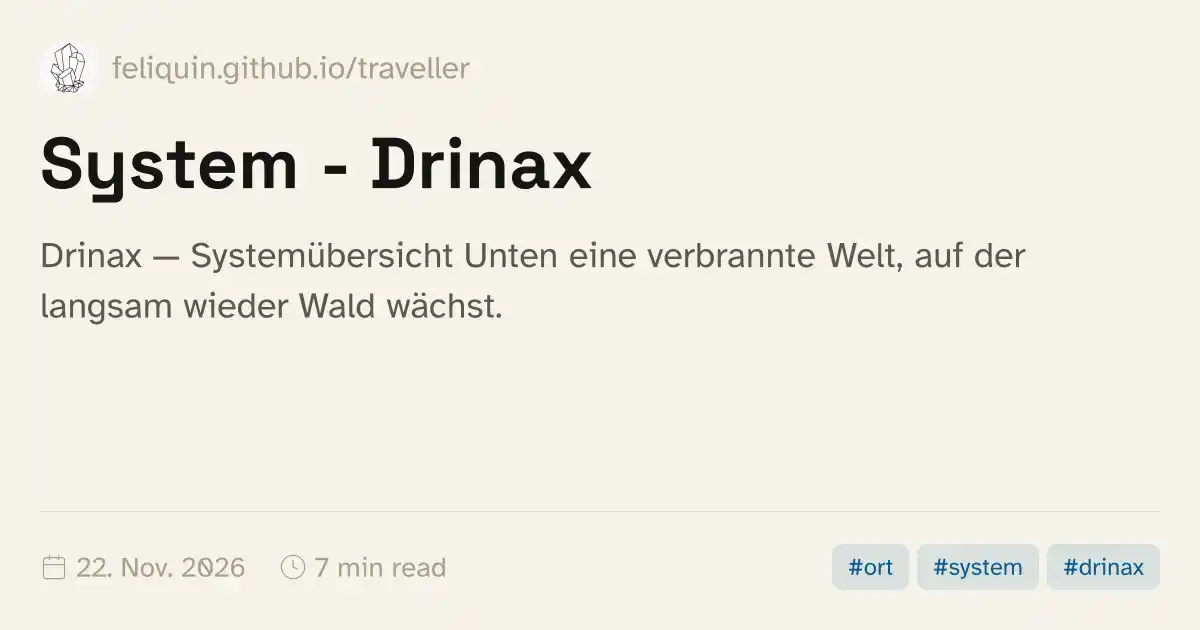 feliquin.github.io/traveller
System - Drinax
Drinax — Systemübersicht Unten eine verbrannte Welt, auf der
langsam wieder Wald wächst.
22. Nov. 2026 7 min read #ort #system #drinax